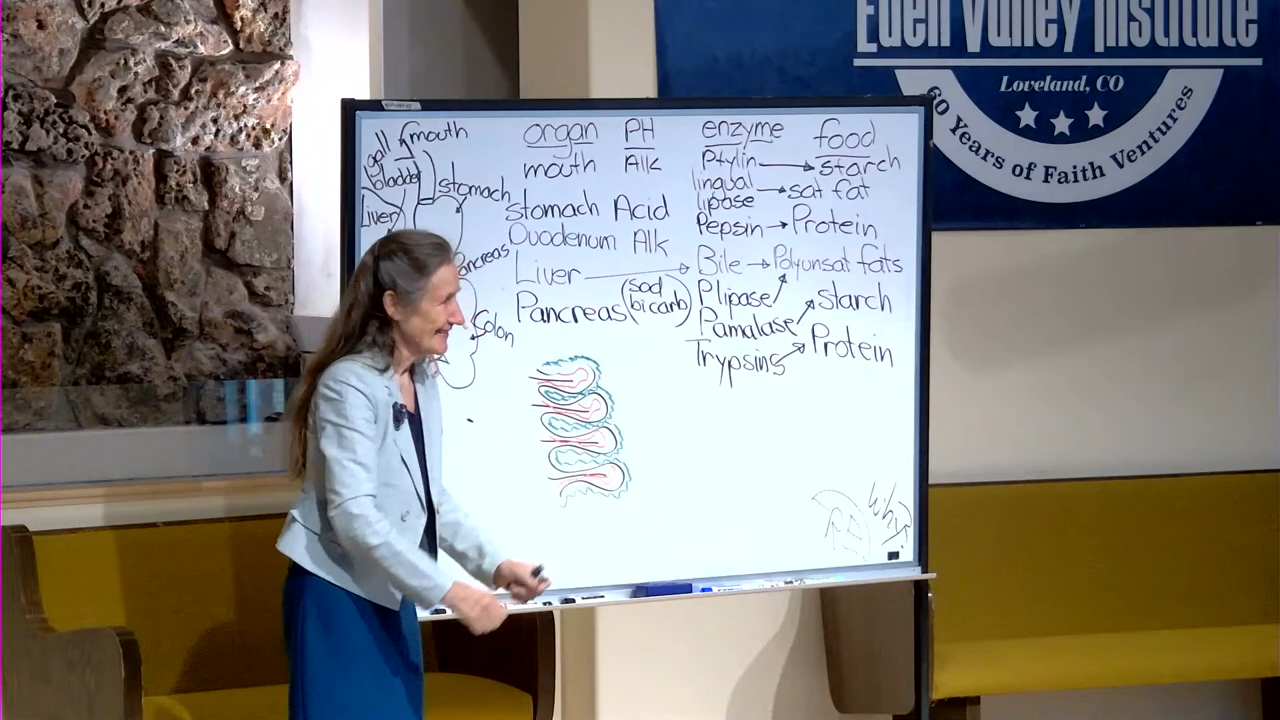 Eden Valley Institute
Loveland, CO
60 Years of Faith Ventures
mouth
gall
bladder
stomach
Liver
ancreas
Colon
organ PH enzyme food
mouth Alk Ptylin starch
lingual
lipase sat fat
stomach Acid Pepsin Protein
Duodenum Alk
Liver Bile Polyunsat fats
Pancreas (sod
bicarb) Plipase
Pamalase starch
Trypsins Protein
Why?